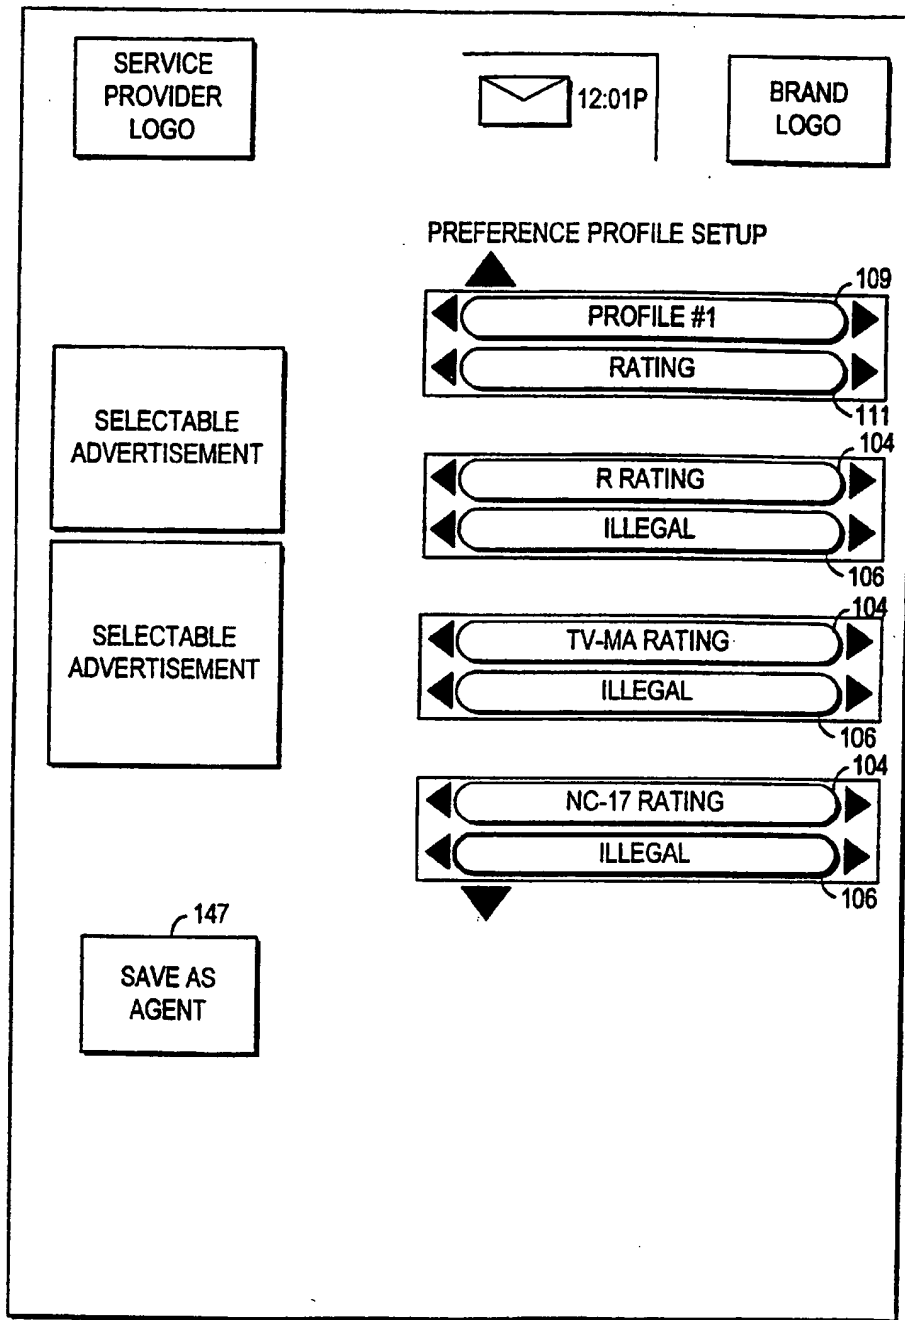 SERVICE
PROVIDER
LOGO
12:01P
BRAND
LOGO
PREFERENCE PROFILE SETUP
109
PROFILE #1
RATING
111
SELECTABLE
ADVERTISEMENT
104
R RATING
ILLEGAL
106
SELECTABLE
ADVERTISEMENT
104
TV-MA RATING
ILLEGAL
106
104
NC-17 RATING
ILLEGAL
106
147
SAVE AS
AGENT